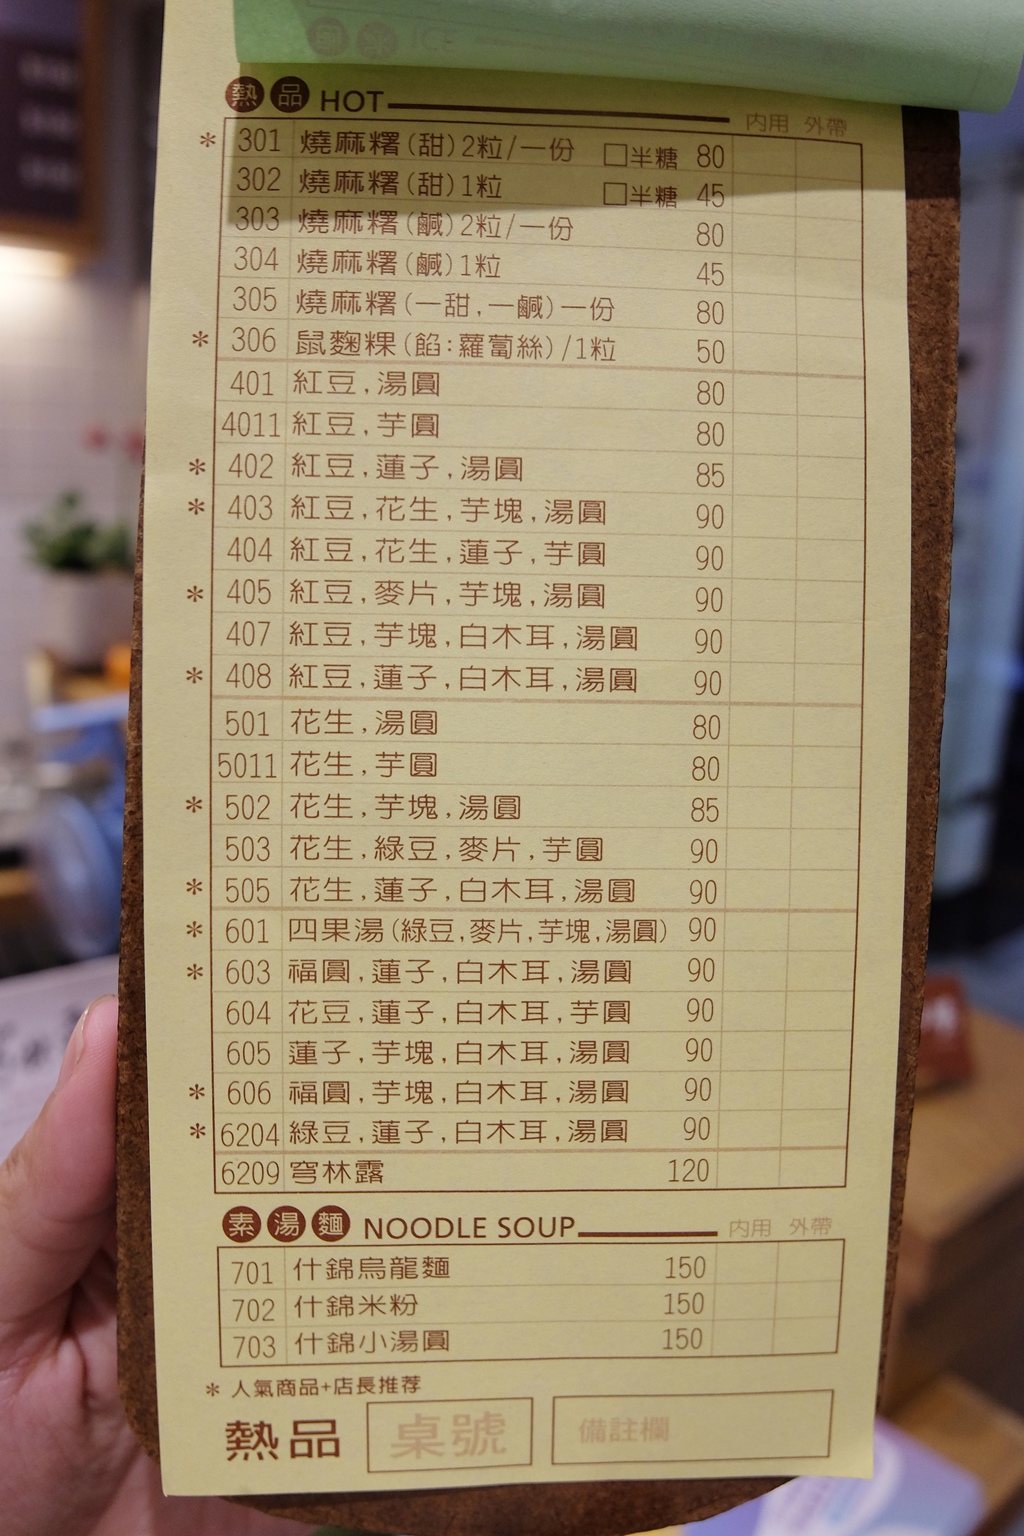 ICE
熱品 HOT 內用 外帶
* 301 燒麻糬(甜)2粒/一份 □半糖 80
302 燒麻糬(甜)1粒 □半糖 45
303 燒麻糬(鹹)2粒/一份 80
304 燒麻糬(鹹)1粒 45
305 燒麻糬(一甜,一鹹)一份 80
* 306 鼠麴粿(餡:蘿蔔絲)/1粒 50
401 紅豆,湯圓 80
4011 紅豆,芋圓 80
* 402 紅豆,蓮子,湯圓 85
* 403 紅豆,花生,芋塊,湯圓 90
404 紅豆,花生,蓮子,芋圓 90
* 405 紅豆,麥片,芋塊,湯圓 90
407 紅豆,芋塊,白木耳,湯圓 90
* 408 紅豆,蓮子,白木耳,湯圓 90
501 花生,湯圓 80
5011 花生,芋圓 80
* 502 花生,芋塊,湯圓 85
503 花生,綠豆,麥片,芋圓 90
* 505 花生,蓮子,白木耳,湯圓 90
* 601 四果湯(綠豆,麥片,芋塊,湯圓) 90
* 603 福圓,蓮子,白木耳,湯圓 90
604 花豆,蓮子,白木耳,芋圓 90
605 蓮子,芋塊,白木耳,湯圓 90
* 606 福圓,芋塊,白木耳,湯圓 90
* 6204 綠豆,蓮子,白木耳,湯圓 90
6209 穹林露 120
素湯麵 NOODLE SOUP 內用 外帶
701 什錦烏龍麵 150
702 什錦米粉 150
703 什錦小湯圓 150
* 人氣商品+店長推荐
熱品 桌號 備註欄